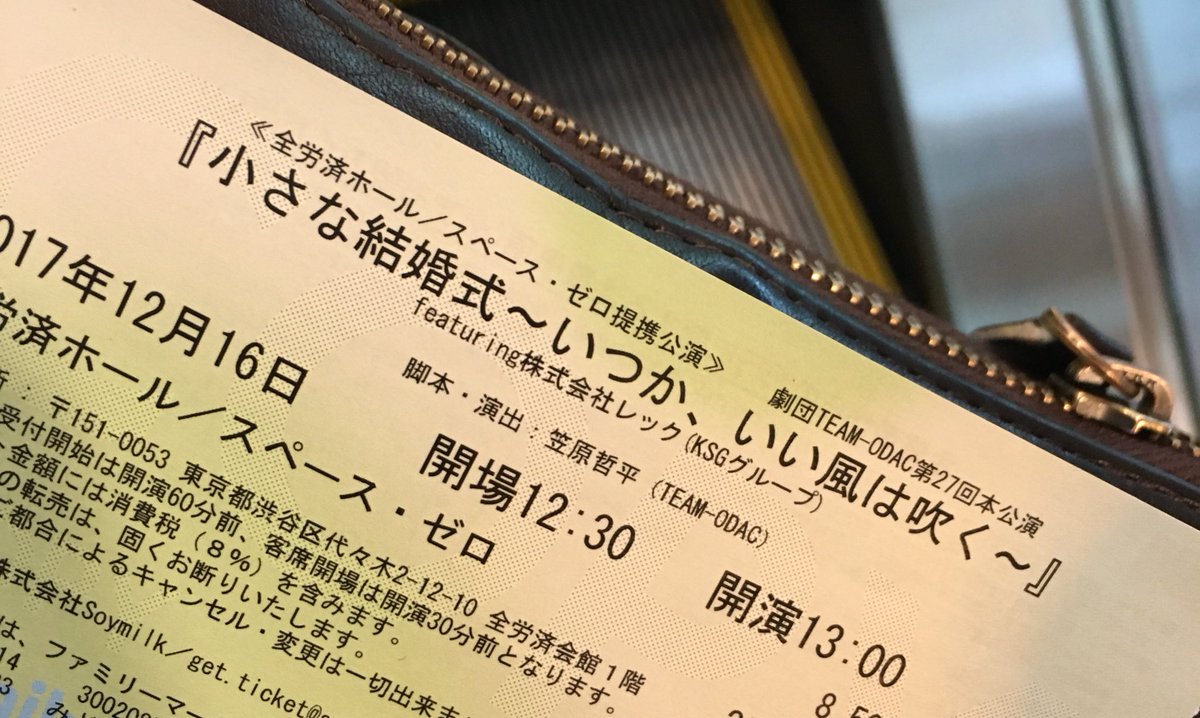 ≪全労済ホール／スペース・ゼロ提携公演≫ 劇団TEAM-ODAC第27回本公演
『小さな結婚式～いつか、いい風は吹く～』
featuring株式会社レック(KSGグループ)
脚本・演出：笠原哲平（TEAM-ODAC）
017年12月16日 開場12:30 開演13:00
労済ホール／スペース・ゼロ
所：〒151-0053 東京都渋谷区代々木2-12-10 全労済会館１階
受付開始は開演60分前、客席開場は開演30分前となります。
金額には消費税（８％）を含みます。
の転売は、固くお断りいたします。
都合によるキャンセル・変更は一切出来ま
株式会社Soymilk／get.ticket@
は、ファミリーマー
14